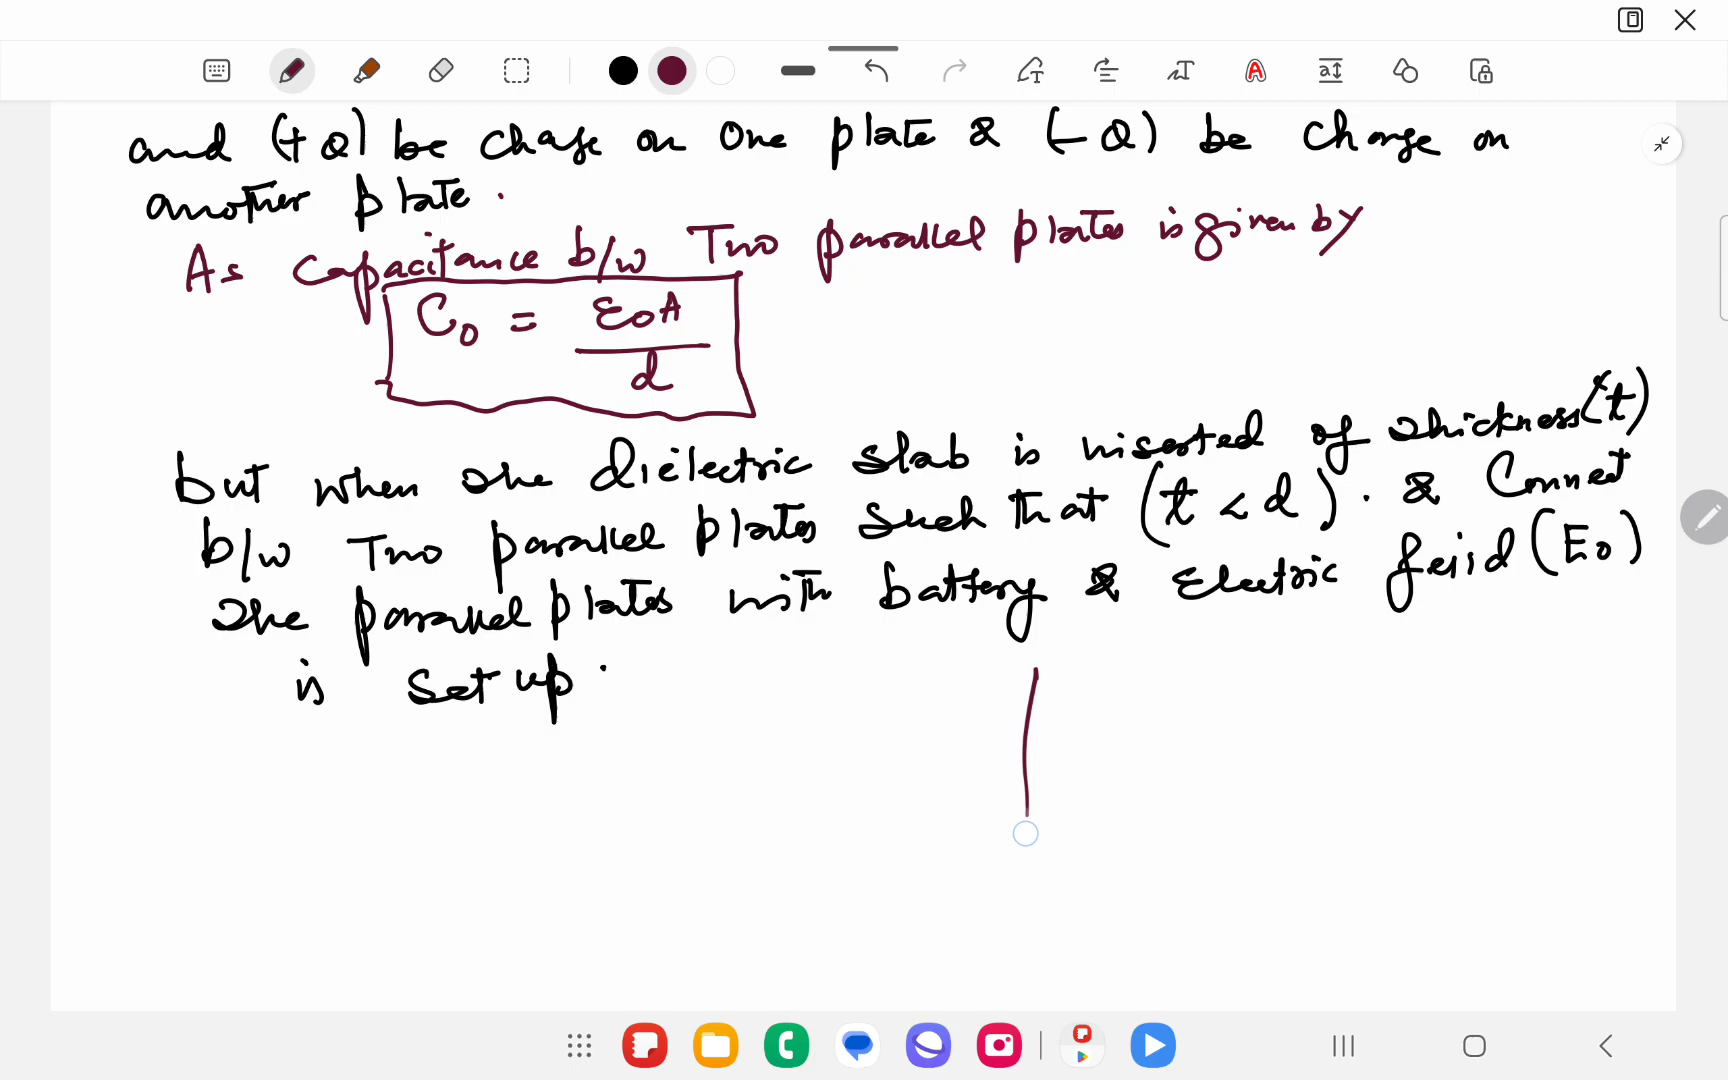 and (+Q) be chage on One plate & (-Q) be charge on
another plate.
As capacitance b/w Two parallel plates is given by
C₀ = ε₀A / d
but when the dielectric slab is inserted of thickness(t)
b/w Two parallel plates such that (t < d). & Connect
the parallel plates with battery & Electric feild (E₀)
is set up.